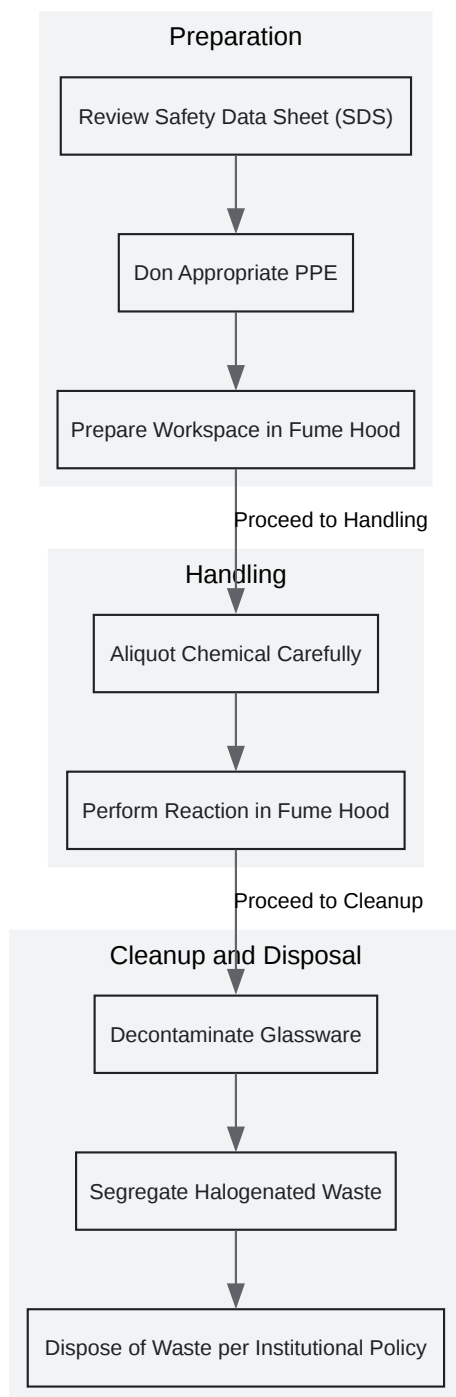 Preparation
Review Safety Data Sheet (SDS)
Don Appropriate PPE
Prepare Workspace in Fume Hood
Proceed to Handling
Handling
Aliquot Chemical Carefully
Perform Reaction in Fume Hood
Proceed to Cleanup
Cleanup and Disposal
Decontaminate Glassware
Segregate Halogenated Waste
Dispose of Waste per Institutional Policy